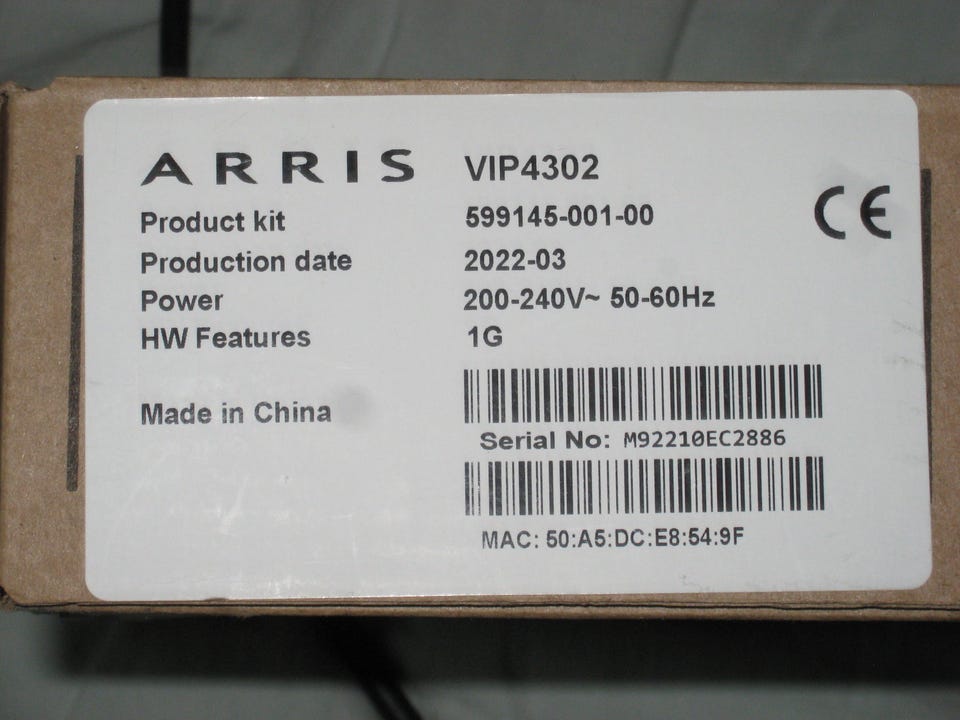 ARRIS VIP4302
Product kit 599145-001-00
CE
Production date 2022-03
Power 200-240V~ 50-60Hz
HW Features 1G
Made in China
Serial No: M92210EC2886
MAC: 50:A5:DC:E8:54:9F